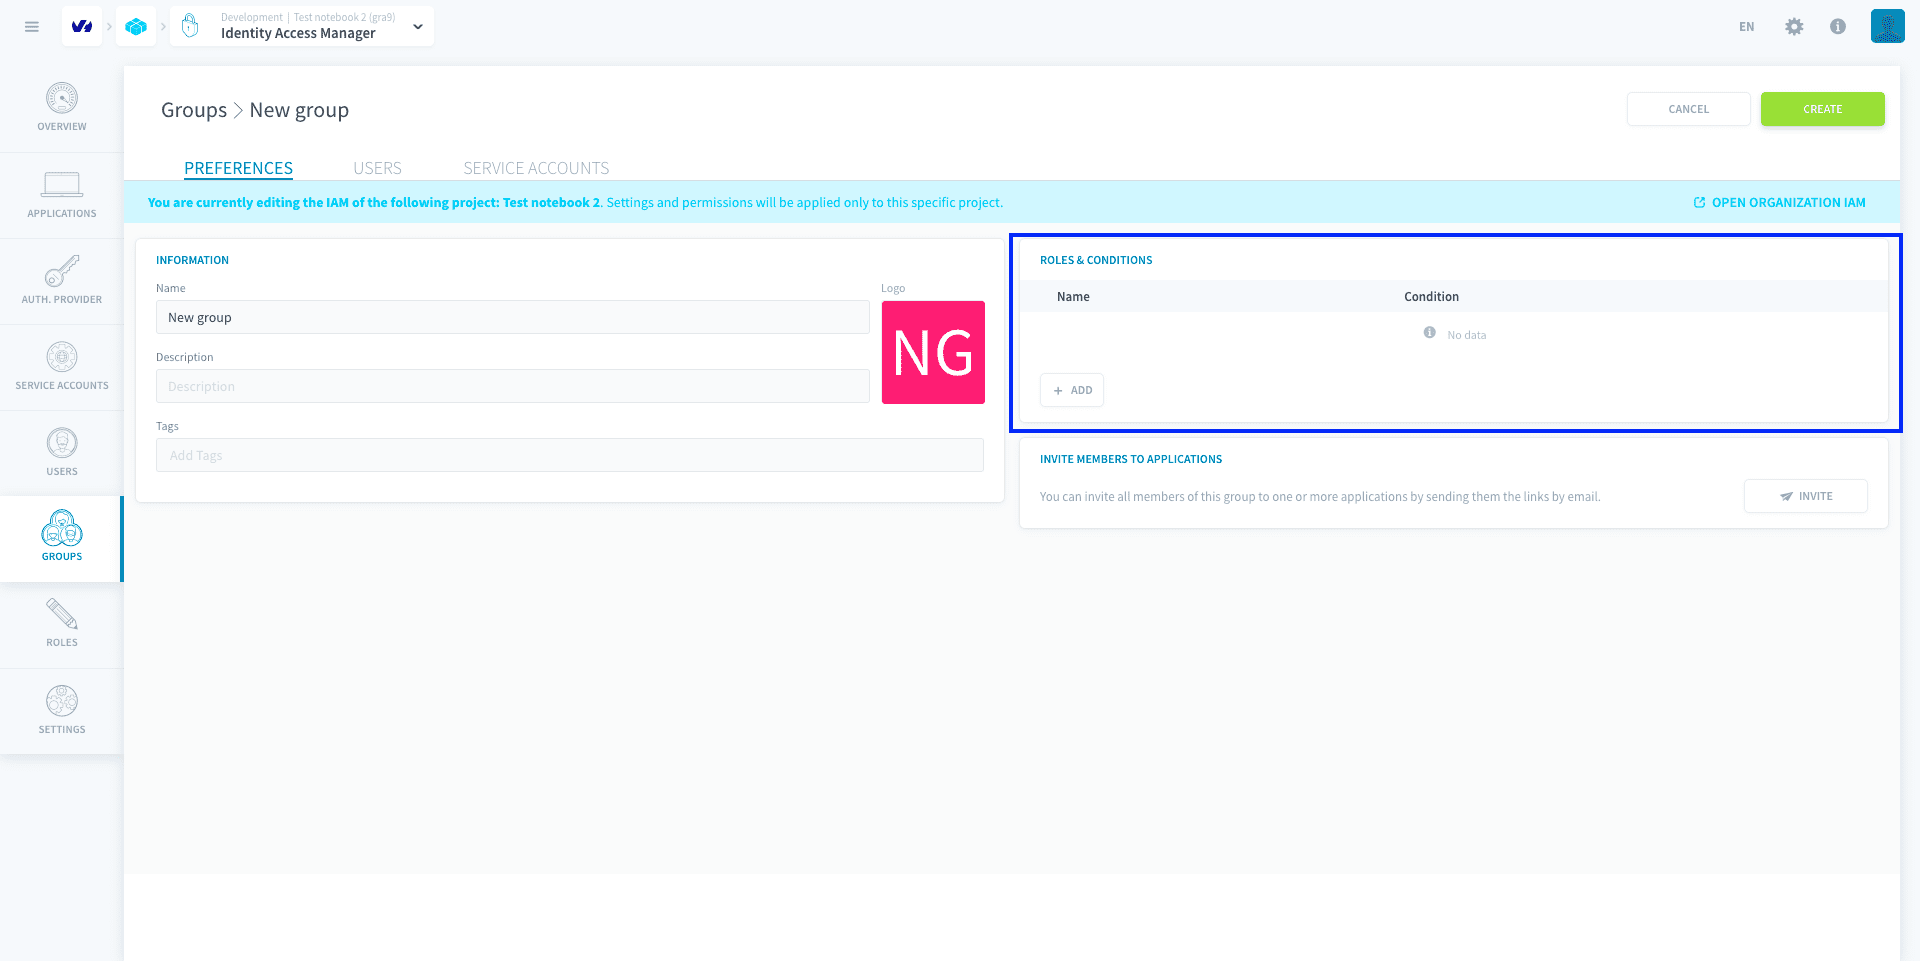 Development | Test notebook 2 (gra9)
Identity Access Manager
EN
OVERVIEW
APPLICATIONS
AUTH. PROVIDER
SERVICE ACCOUNTS
USERS
GROUPS
ROLES
SETTINGS
Groups > New group
CANCEL
CREATE
PREFERENCES
USERS
SERVICE ACCOUNTS
You are currently editing the IAM of the following project: Test notebook 2. Settings and permissions will be applied only to this specific project.
OPEN ORGANIZATION IAM
INFORMATION
Name
New group
Logo
NG
Description
Description
Tags
Add Tags
ROLES & CONDITIONS
Name
Condition
No data
+ ADD
INVITE MEMBERS TO APPLICATIONS
You can invite all members of this group to one or more applications by sending them the links by email.
INVITE